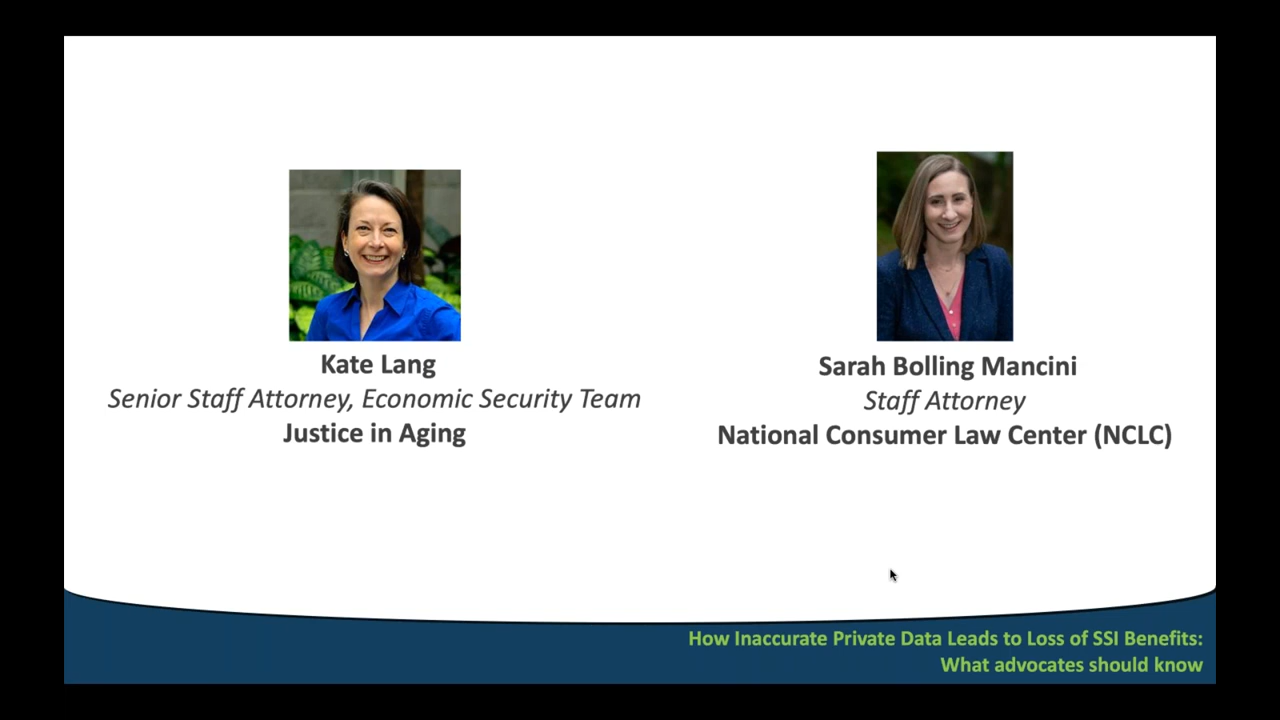 Kate Lang
Senior Staff Attorney, Economic Security Team
Justice in Aging
Sarah Bolling Mancini
Staff Attorney
National Consumer Law Center (NCLC)
How Inaccurate Private Data Leads to Loss of SSI Benefits:
What advocates should know